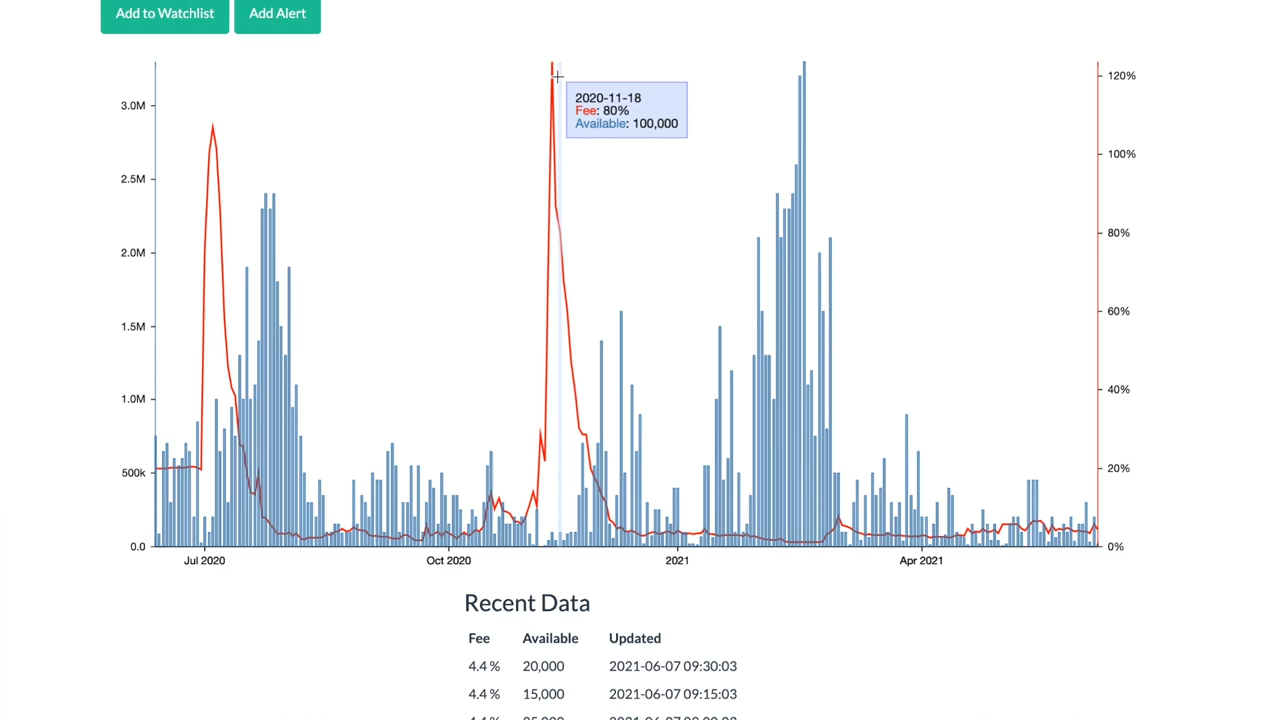 Add to Watchlist Add Alert
3.0M
2.5M
2.0M
1.5M
1.0M
500k
0.0
120%
100%
80%
60%
40%
20%
0%
2020-11-18
Fee: 80%
Available: 100,000
Jul 2020 Oct 2020 2021 Apr 2021
Recent Data
Fee Available Updated
4.4 % 20,000 2021-06-07 09:30:03
4.4 % 15,000 2021-06-07 09:15:03